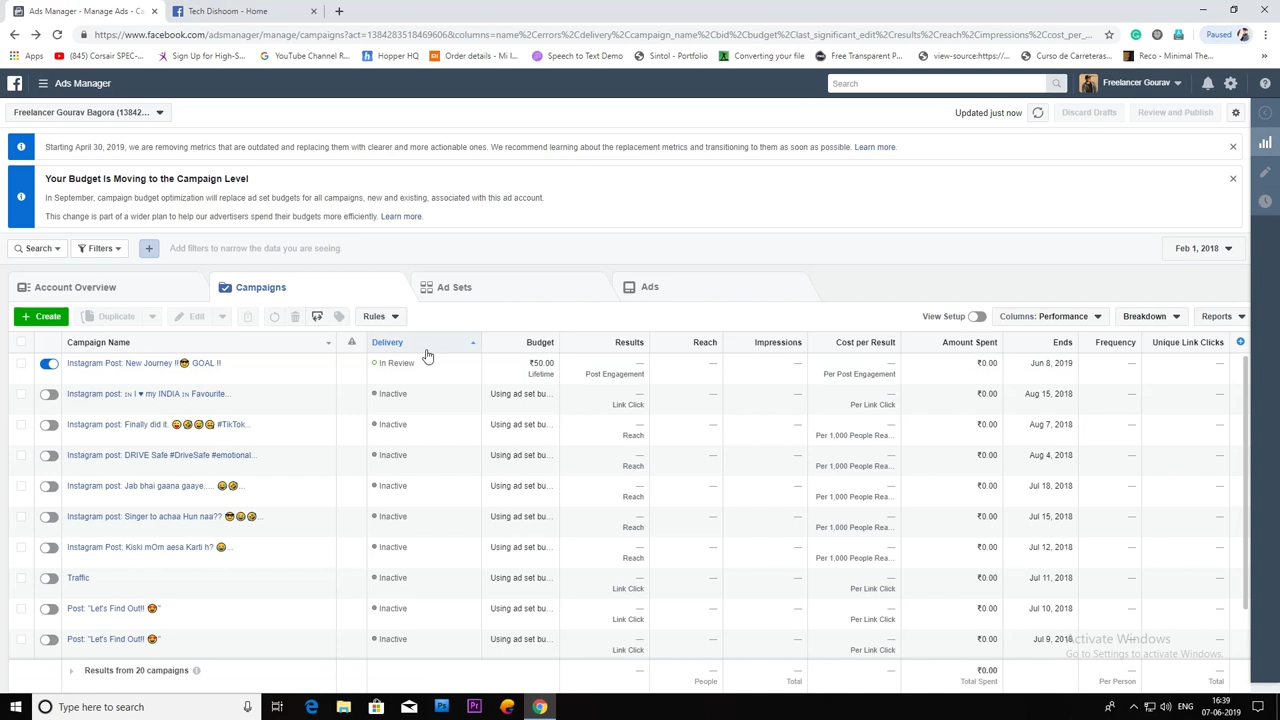 Ads Manager - Manage Ads - Ca
Tech Dishoom - Home
https://www.facebook.com/adsmanager/manage/campaigns?act=1384283518469606&columns=name%2Cerrors%2Cdelivery%2Ccampaign_name%2Cbid%2Cbudget%2Clast_significant_edit%2Cresults%2Creach%2Cimpressions%2Ccost_per_...
Paused
Apps
(845) Corsair SPEC-...
Sign Up for High-S...
YouTube Channel R...
Hopper HQ
Order details - Mi I...
Speech to Text Demo
Sintol - Portfolio
Converting your file
Free Transparent P...
view-source:https://...
Curso de Carreteras...
Reco - Minimal The...
Ads Manager
Search
Freelancer Gourav
Freelancer Gourav Bagora (13842...
Updated just now
Discard Drafts
Review and Publish
Starting April 30, 2019, we are removing metrics that are outdated and replacing them with clearer and more actionable ones. We recommend learning about the replacement metrics and transitioning to them as soon as possible. Learn more.
Your Budget Is Moving to the Campaign Level
In September, campaign budget optimization will replace ad set budgets for all campaigns, new and existing, associated with this ad account.
This change is part of a wider plan to help our advertisers spend their budgets more efficiently. Learn more.
Search
Filters
+
Add filters to narrow the data you are seeing.
Feb 1, 2018
Account Overview
Campaigns
Ad Sets
Ads
+ Create
Duplicate
Edit
Rules
View Setup
Columns: Performance
Breakdown
Reports
Campaign Name
Delivery
Budget
Results
Reach
Impressions
Cost per Result
Amount Spent
Ends
Frequency
Unique Link Clicks
Instagram Post: New Journey !!😎 GOAL !!
In Review
₹50.00
Lifetime
—
Post Engagement
—
—
—
Per Post Engagement
₹0.00
Jun 8, 2019
—
—
Instagram post: ɪɴ I ♥ my INDIA ɪɴ Favourite...
Inactive
Using ad set bu...
—
Link Click
—
—
—
Per Link Click
₹0.00
Aug 15, 2018
—
—
Instagram post: Finally did it. 😜🤣😂🤣 #TikTok...
Inactive
Using ad set bu...
—
Reach
—
—
—
Per 1,000 People Rea...
₹0.00
Aug 7, 2018
—
—
Instagram post: DRIVE Safe #DriveSafe #emotional...
Inactive
Using ad set bu...
—
Reach
—
—
—
Per 1,000 People Rea...
₹0.00
Aug 4, 2018
—
—
Instagram post: Jab bhai gaana gaaye..... 😂🤣...
Inactive
Using ad set bu...
—
Reach
—
—
—
Per 1,000 People Rea...
₹0.00
Jul 18, 2018
—
—
Instagram post: Singer to achaa Hun naa?? 😎😂🤣...
Inactive
Using ad set bu...
—
Reach
—
—
—
Per 1,000 People Rea...
₹0.00
Jul 15, 2018
—
—
Instagram Post: Kiski mOm aesa Karti h? 😂...
Inactive
Using ad set bu...
—
Reach
—
—
—
Per 1,000 People Rea...
₹0.00
Jul 12, 2018
—
—
Traffic
Inactive
Using ad set bu...
—
Link Click
—
—
—
Per Link Click
₹0.00
Jul 11, 2018
—
—
Post: "Let's Find Out!! 😍"
Inactive
Using ad set bu...
—
Link Click
—
—
—
Per Link Click
₹0.00
Jul 10, 2018
—
—
Post: "Let's Find Out!! 😍"
Inactive
Using ad set bu...
—
Link Click
—
—
—
Per Link Click
₹0.00
Jul 9, 2018
—
—
Activate Windows
Go to Settings to activate Windows.
Results from 20 campaigns
—
People
—
Total
₹0.00
Total Spent
—
Per Person
—
Total
Type here to search
16:39
07-06-2019